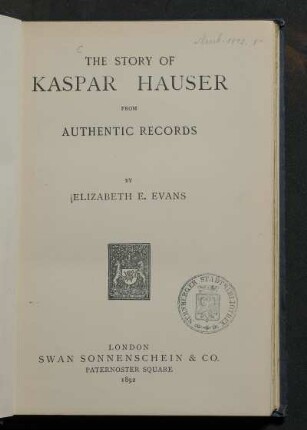 THE STORY OF
KASPAR HAUSER
FROM
AUTHENTIC RECORDS
BY
ELIZABETH E. EVANS
LONDON
SWAN SONNENSCHEIN & CO.
PATERNOSTER SQUARE
1892